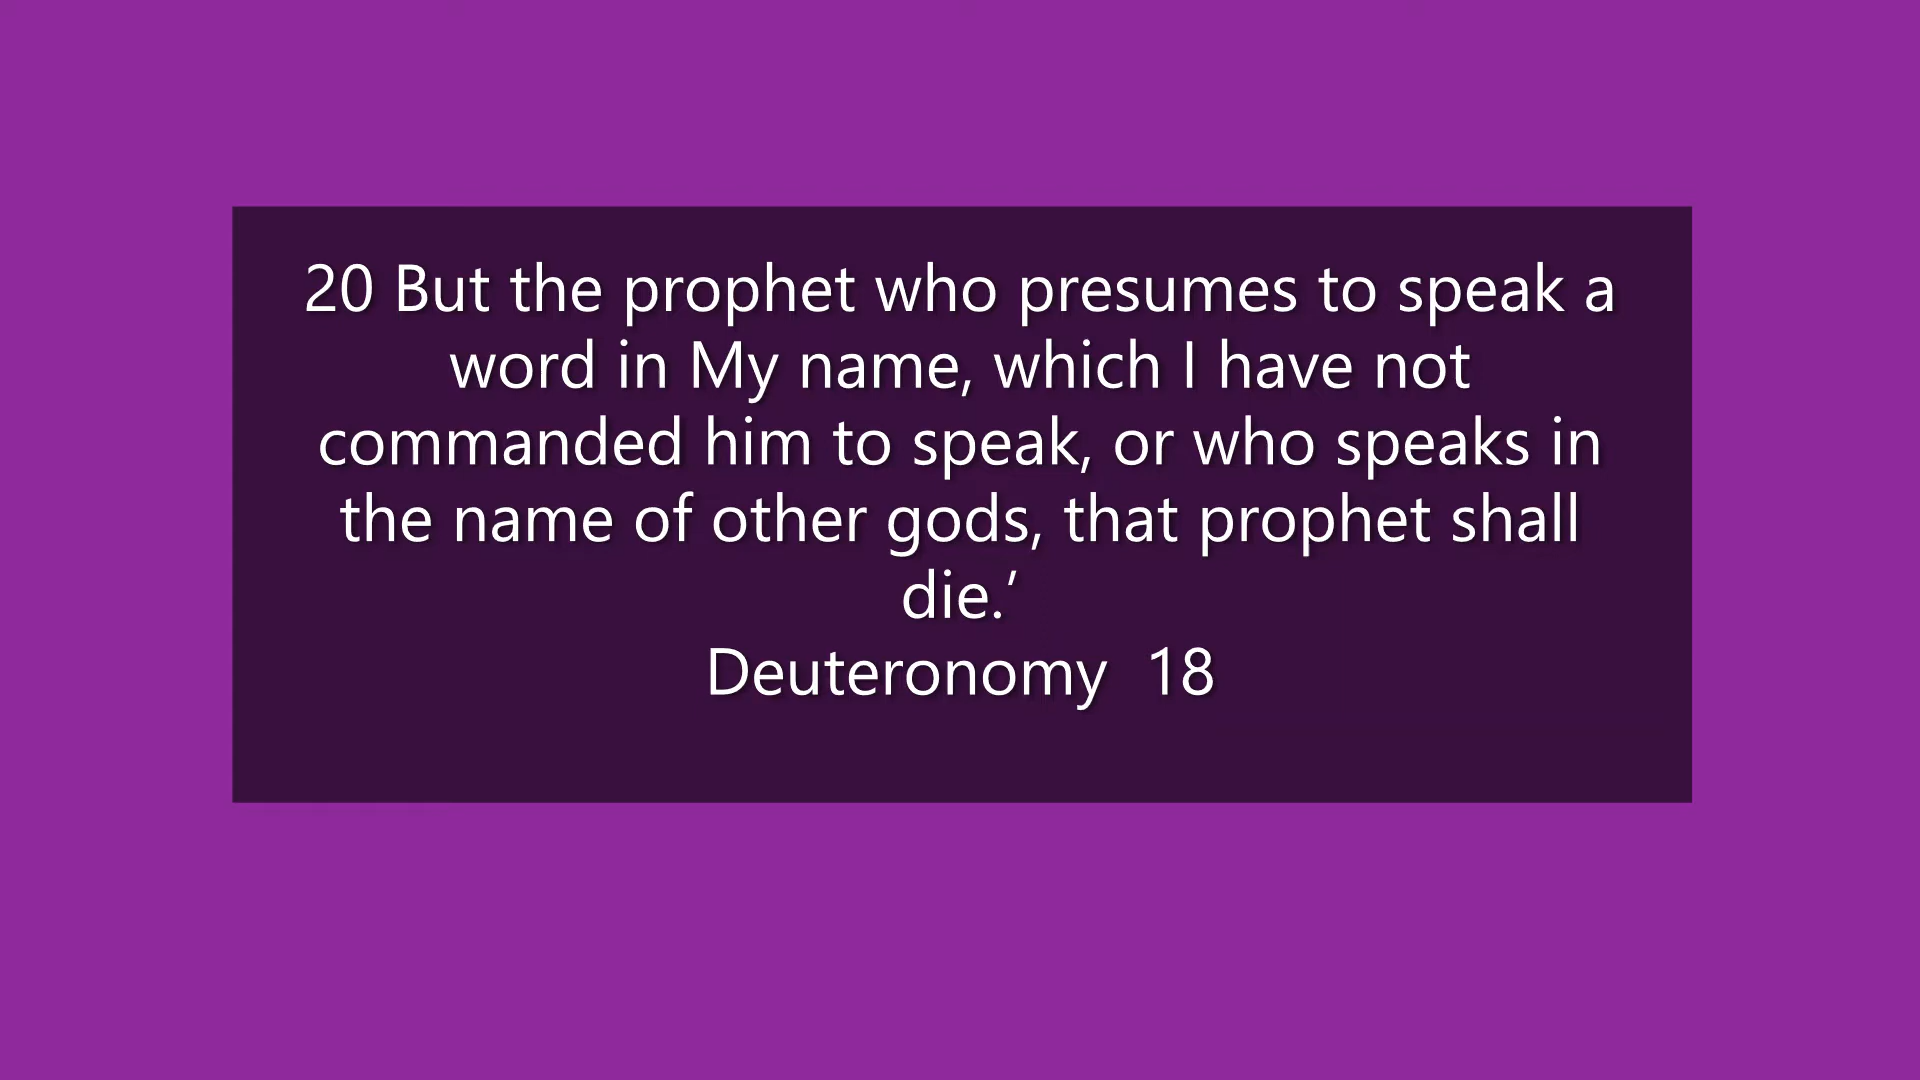 20 But the prophet who presumes to speak a
word in My name, which I have not
commanded him to speak, or who speaks in
the name of other gods, that prophet shall
die.’
Deuteronomy  18